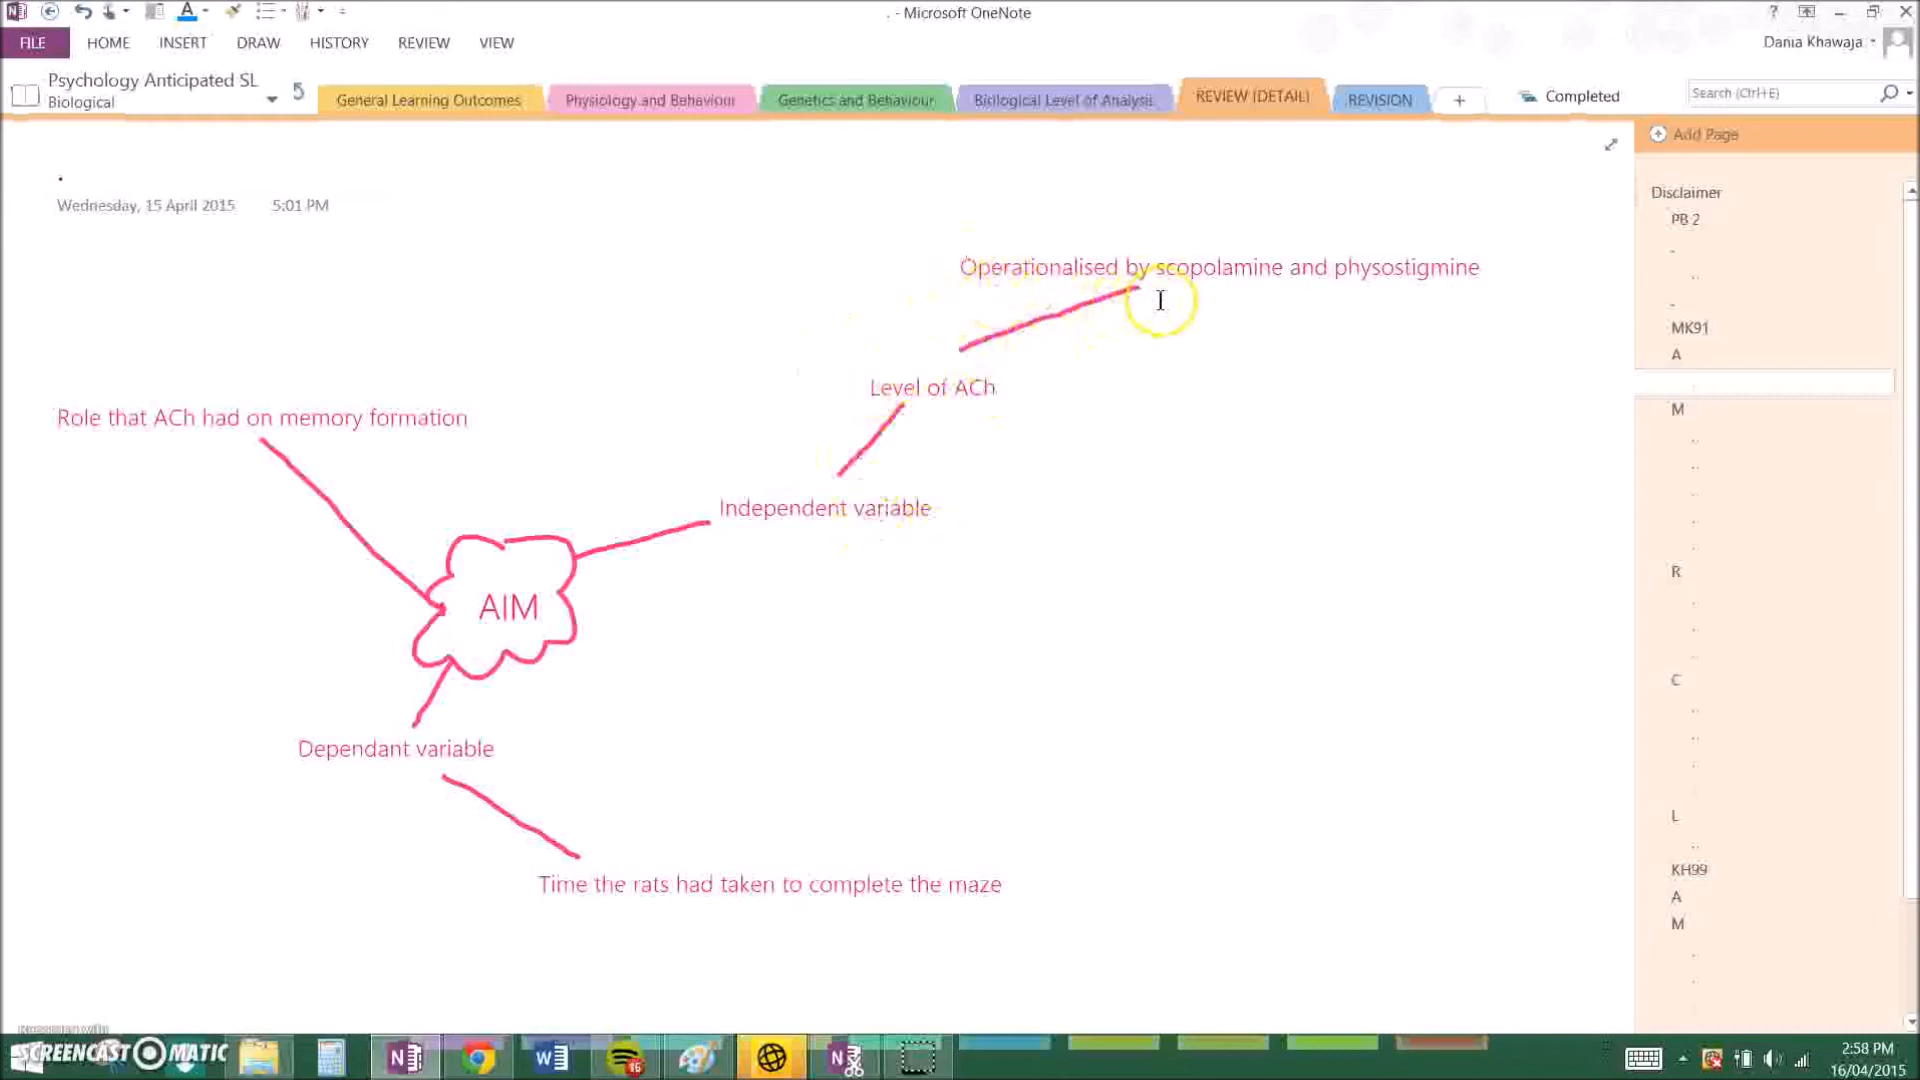 . - Microsoft OneNote
FILE HOME INSERT DRAW HISTORY REVIEW VIEW
Dania Khawaja
Psychology Anticipated SL
Biological
General Learning Outcomes
Physiology and Behaviour
Genetics and Behaviour
Biological Level of Analysis
REVIEW (DETAIL)
REVISION
+
Completed
Search (Ctrl+E)
Add Page
.
Wednesday, 15 April 2015 5:01 PM
Operationalised by scopolamine and physostigmine
Level of ACh
Role that ACh had on memory formation
Independent variable
AIM
Dependant variable
Time the rats had taken to complete the maze
Disclaimer
PB 2
-
..
-
MK91
A
.
M
..
..
..
..
..
R
..
..
C
..
..
..
L
..
KH99
A
M
..
..
SCREENCAST MATIC
16
2:58 PM
16/04/2015